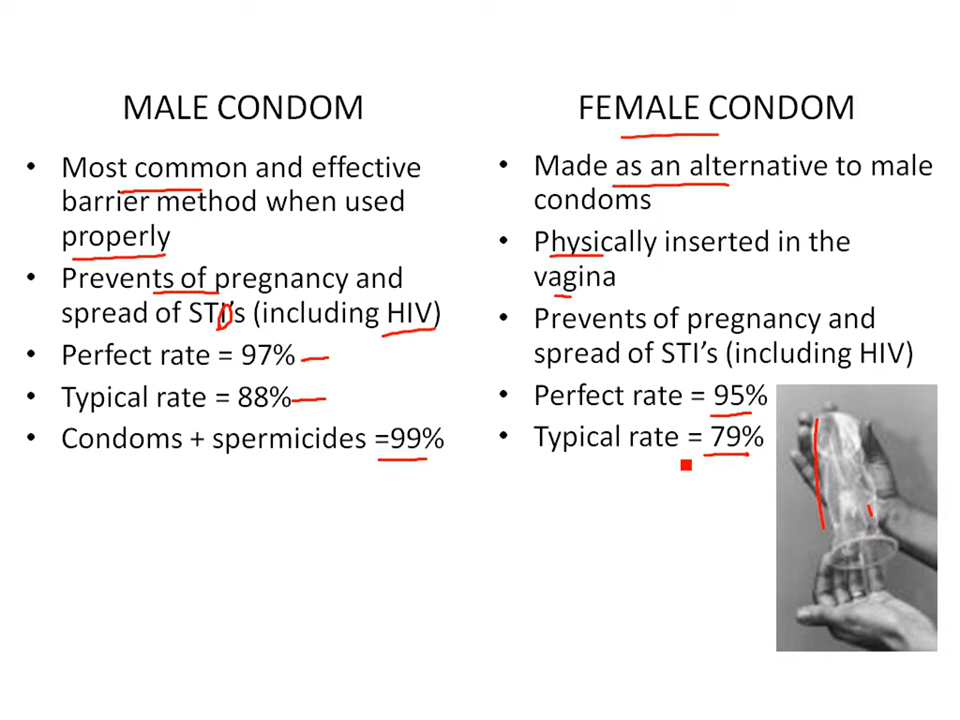 MALE CONDOM
• Most common and effective
barrier method when used
properly
• Prevents of pregnancy and
spread of STI's (including HIV)
• Perfect rate = 97%
• Typical rate = 88%
• Condoms + spermicides =99%
FEMALE CONDOM
• Made as an alternative to male
condoms
• Physically inserted in the
vagina
• Prevents of pregnancy and
spread of STI's (including HIV)
• Perfect rate = 95%
• Typical rate = 79%